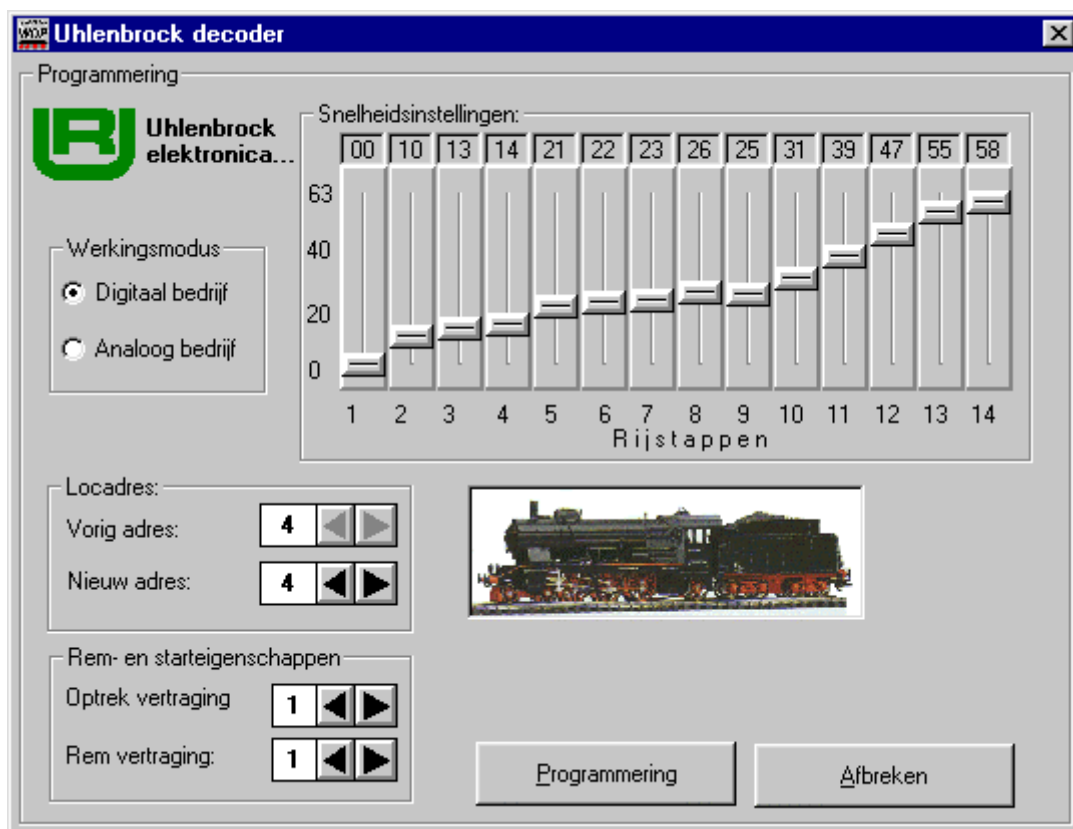 Uhlenbrock decoder
Programmering
Uhlenbrock
elektronica...
Snelheidsinstellingen:
00 10 13 14 21 22 23 26 25 31 39 47 55 58
63
40
20
0
1 2 3 4 5 6 7 8 9 10 11 12 13 14
Rijstappen
Werkingsmodus
Digitaal bedrijf
Analoog bedrijf
Locadres:
Vorig adres: 4
Nieuw adres: 4
Rem- en starteigenschappen
Optrek vertraging 1
Rem vertraging: 1
Programmering
Afbreken